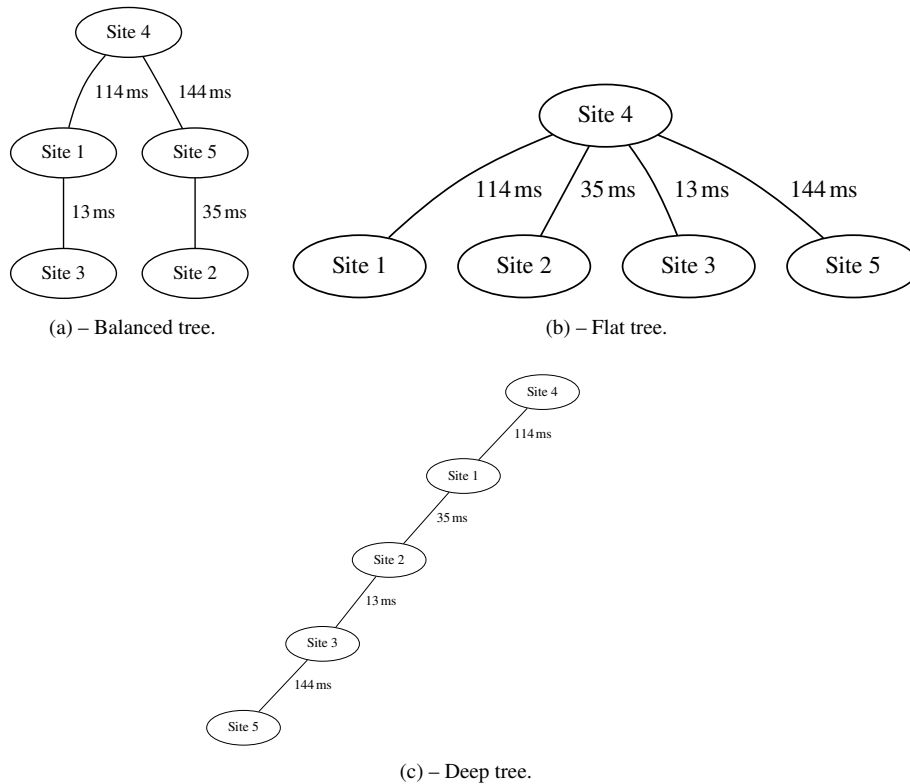 Site 4
114 ms
144 ms
Site 1
Site 5
13 ms
35 ms
Site 3
Site 2
(a) – Balanced tree.
Site 4
114 ms
35 ms
13 ms
144 ms
Site 1
Site 2
Site 3
Site 5
(b) – Flat tree.
Site 4
114 ms
Site 1
35 ms
Site 2
13 ms
Site 3
144 ms
Site 5
(c) – Deep tree.